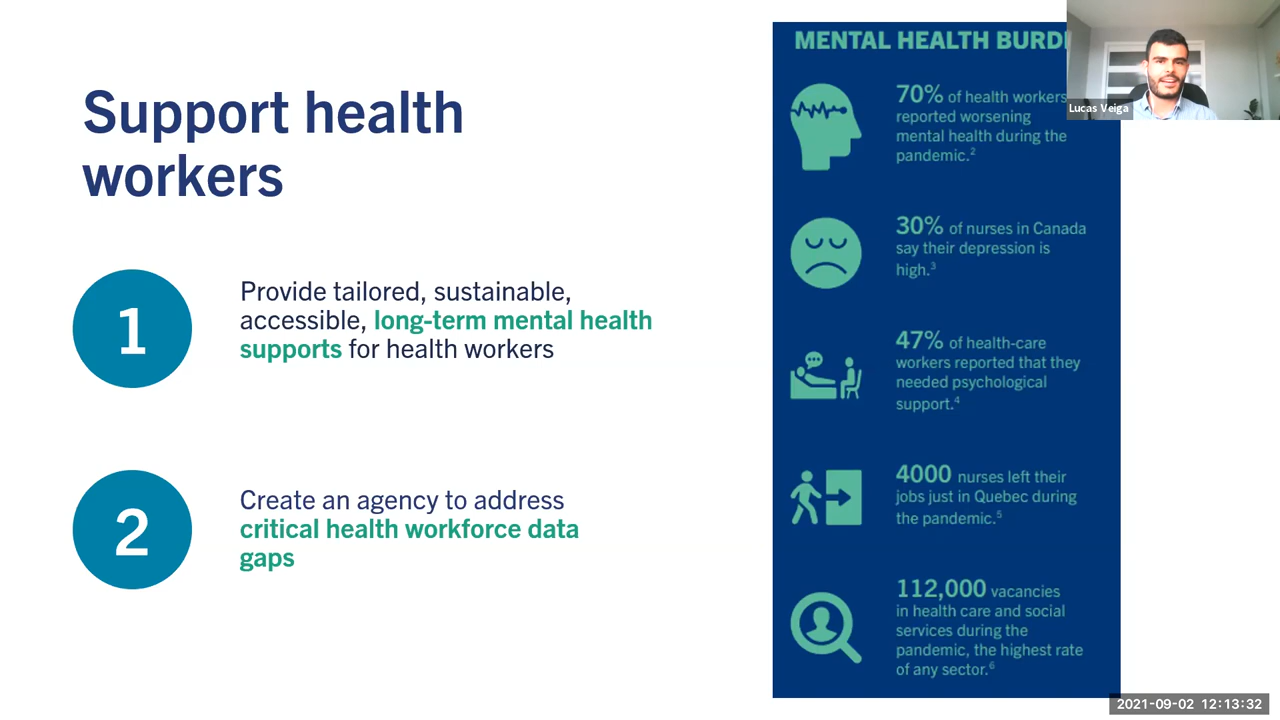 Support health
workers
1
Provide tailored, sustainable,
accessible, long-term mental health
supports for health workers
2
Create an agency to address
critical health workforce data
gaps
MENTAL HEALTH
70% of health workers
reported worsening
mental health during the
pandemic.2
30% of nurses in Canada
say their depression is
high.3
47% of health-care
workers reported that they
needed psychological
support.4
4000 nurses left their
jobs just in Quebec during
the pandemic.5
112,000 vacancies
in health care and social
services during the
pandemic, the highest rate
of any sector.6
Lucas Veiga
2021-09-02 12:13:32